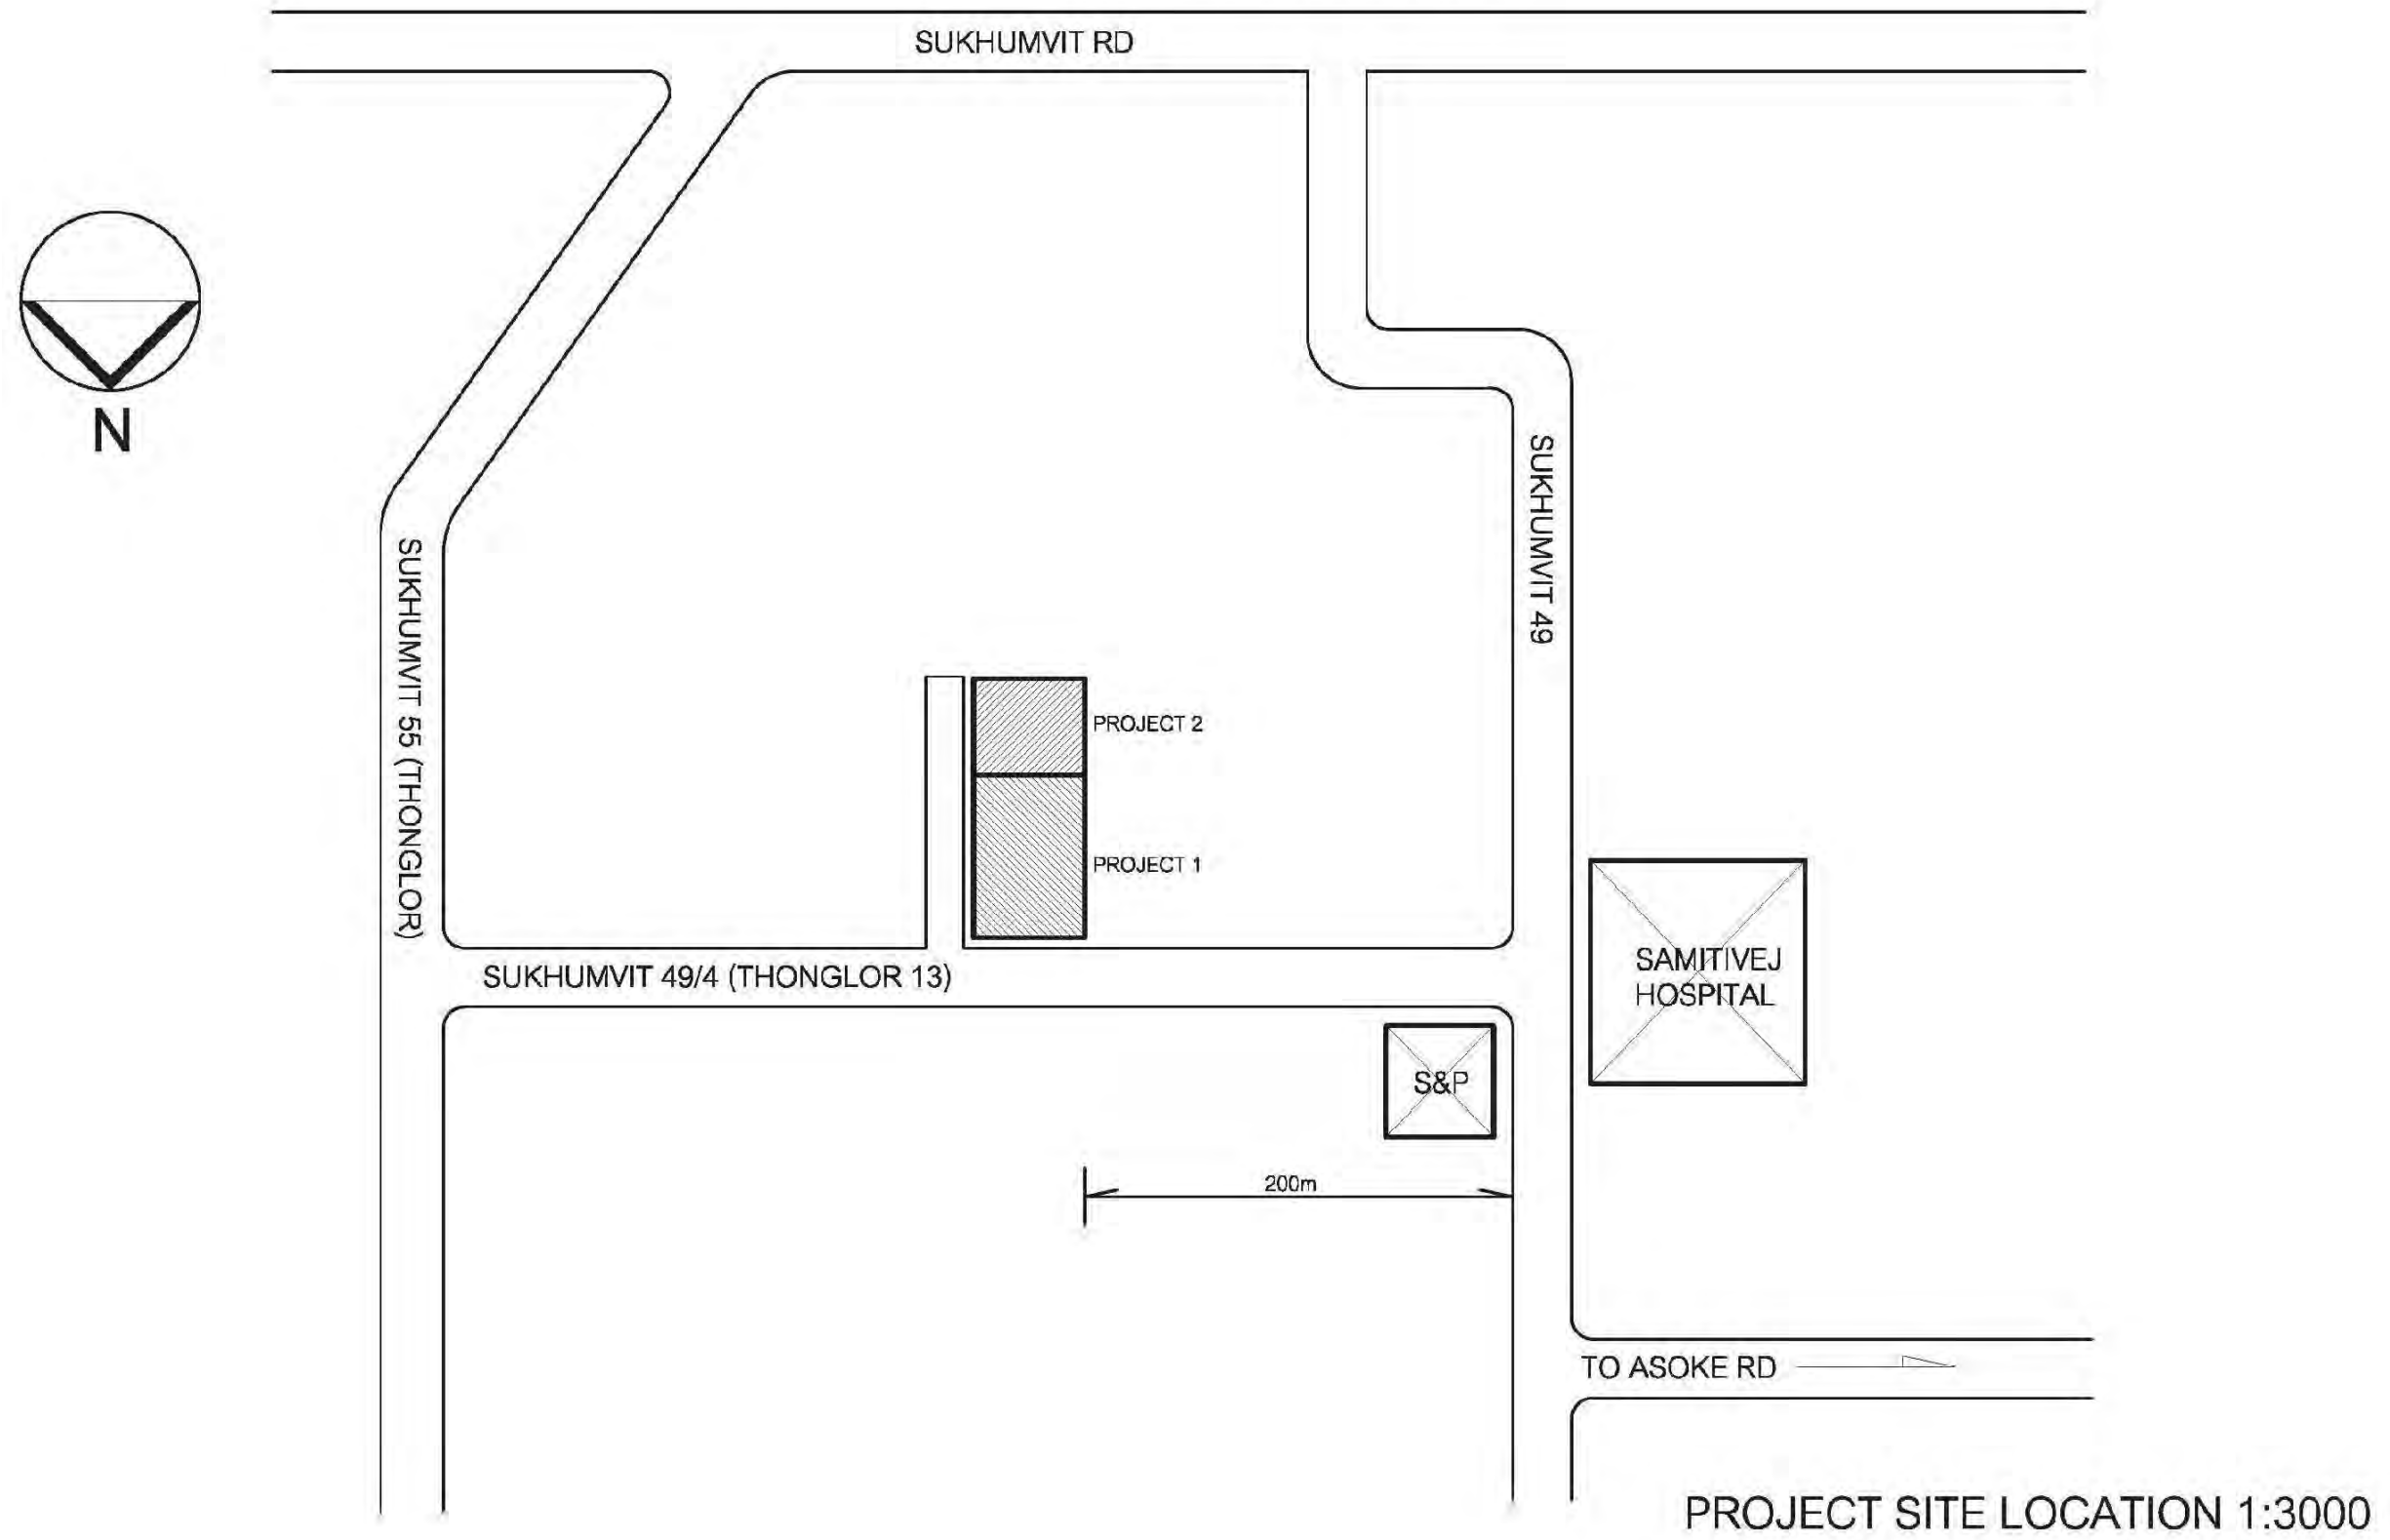 SUKHUMVIT RD
N
SUKHUMVIT 49
SUKHUMVIT 55 (THONGLOR)
PROJECT 2
PROJECT 1
SAMITIVEJ
HOSPITAL
SUKHUMVIT 49/4 (THONGLOR 13)
S&P
200m
TO ASOKE RD
PROJECT SITE LOCATION 1:3000